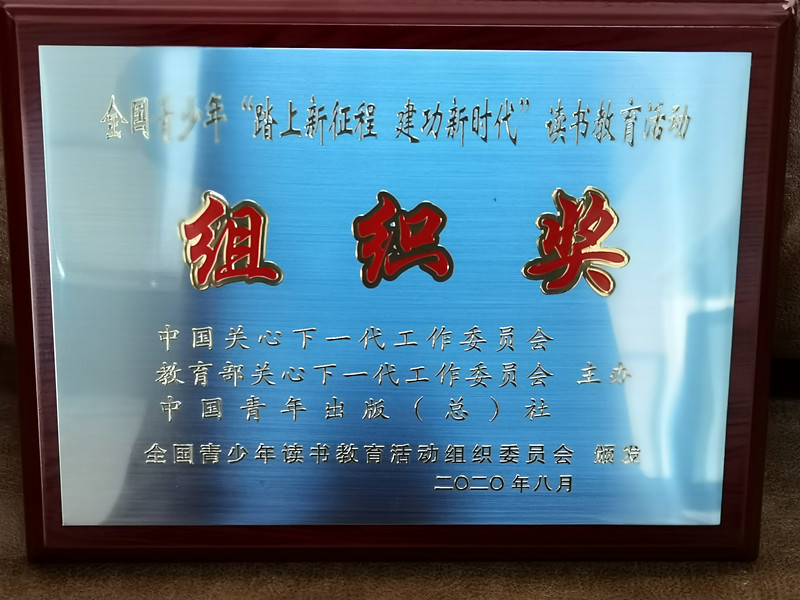 全国青少年“踏上新征程 建功新时代”读书教育活动
组织奖
中国关心下一代工作委员会
教育部关心下一代工作委员会 主办
中国青年出版(总)社
全国青少年读书教育活动组织委员会 颁发
二〇二〇年八月